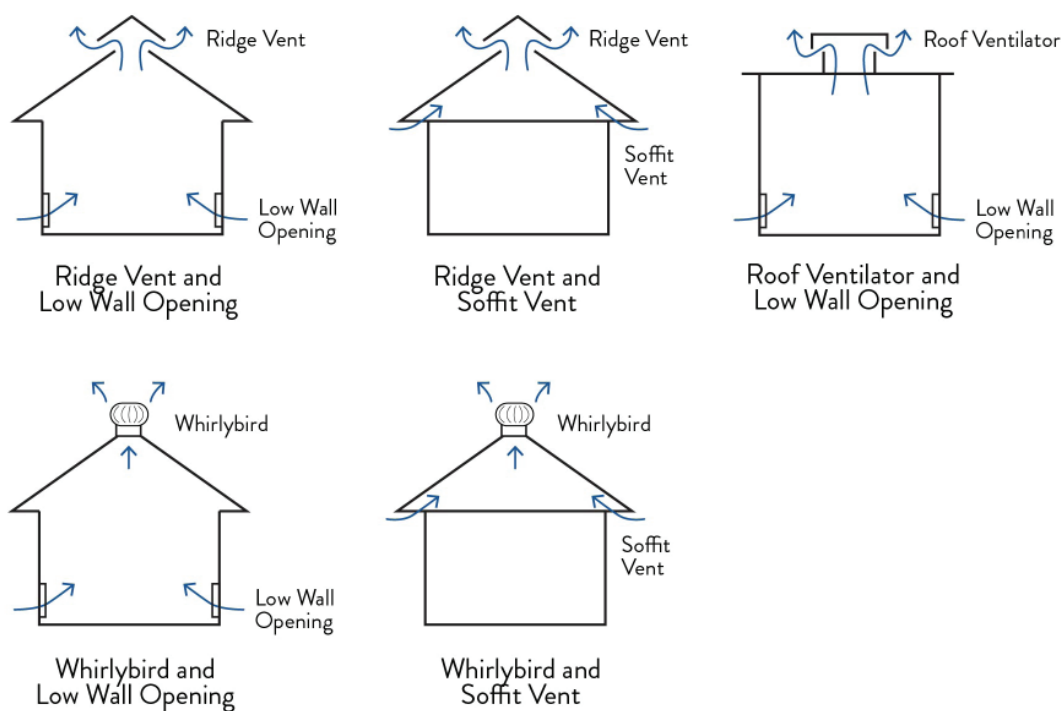 Ridge Vent
Low Wall
Opening
Ridge Vent and
Low Wall Opening
Ridge Vent
Soffit
Vent
Ridge Vent and
Soffit Vent
Roof Ventilator
Low Wall
Opening
Roof Ventilator and
Low Wall Opening
Whirlybird
Low Wall
Opening
Whirlybird and
Low Wall Opening
Whirlybird
Soffit
Vent
Whirlybird and
Soffit Vent